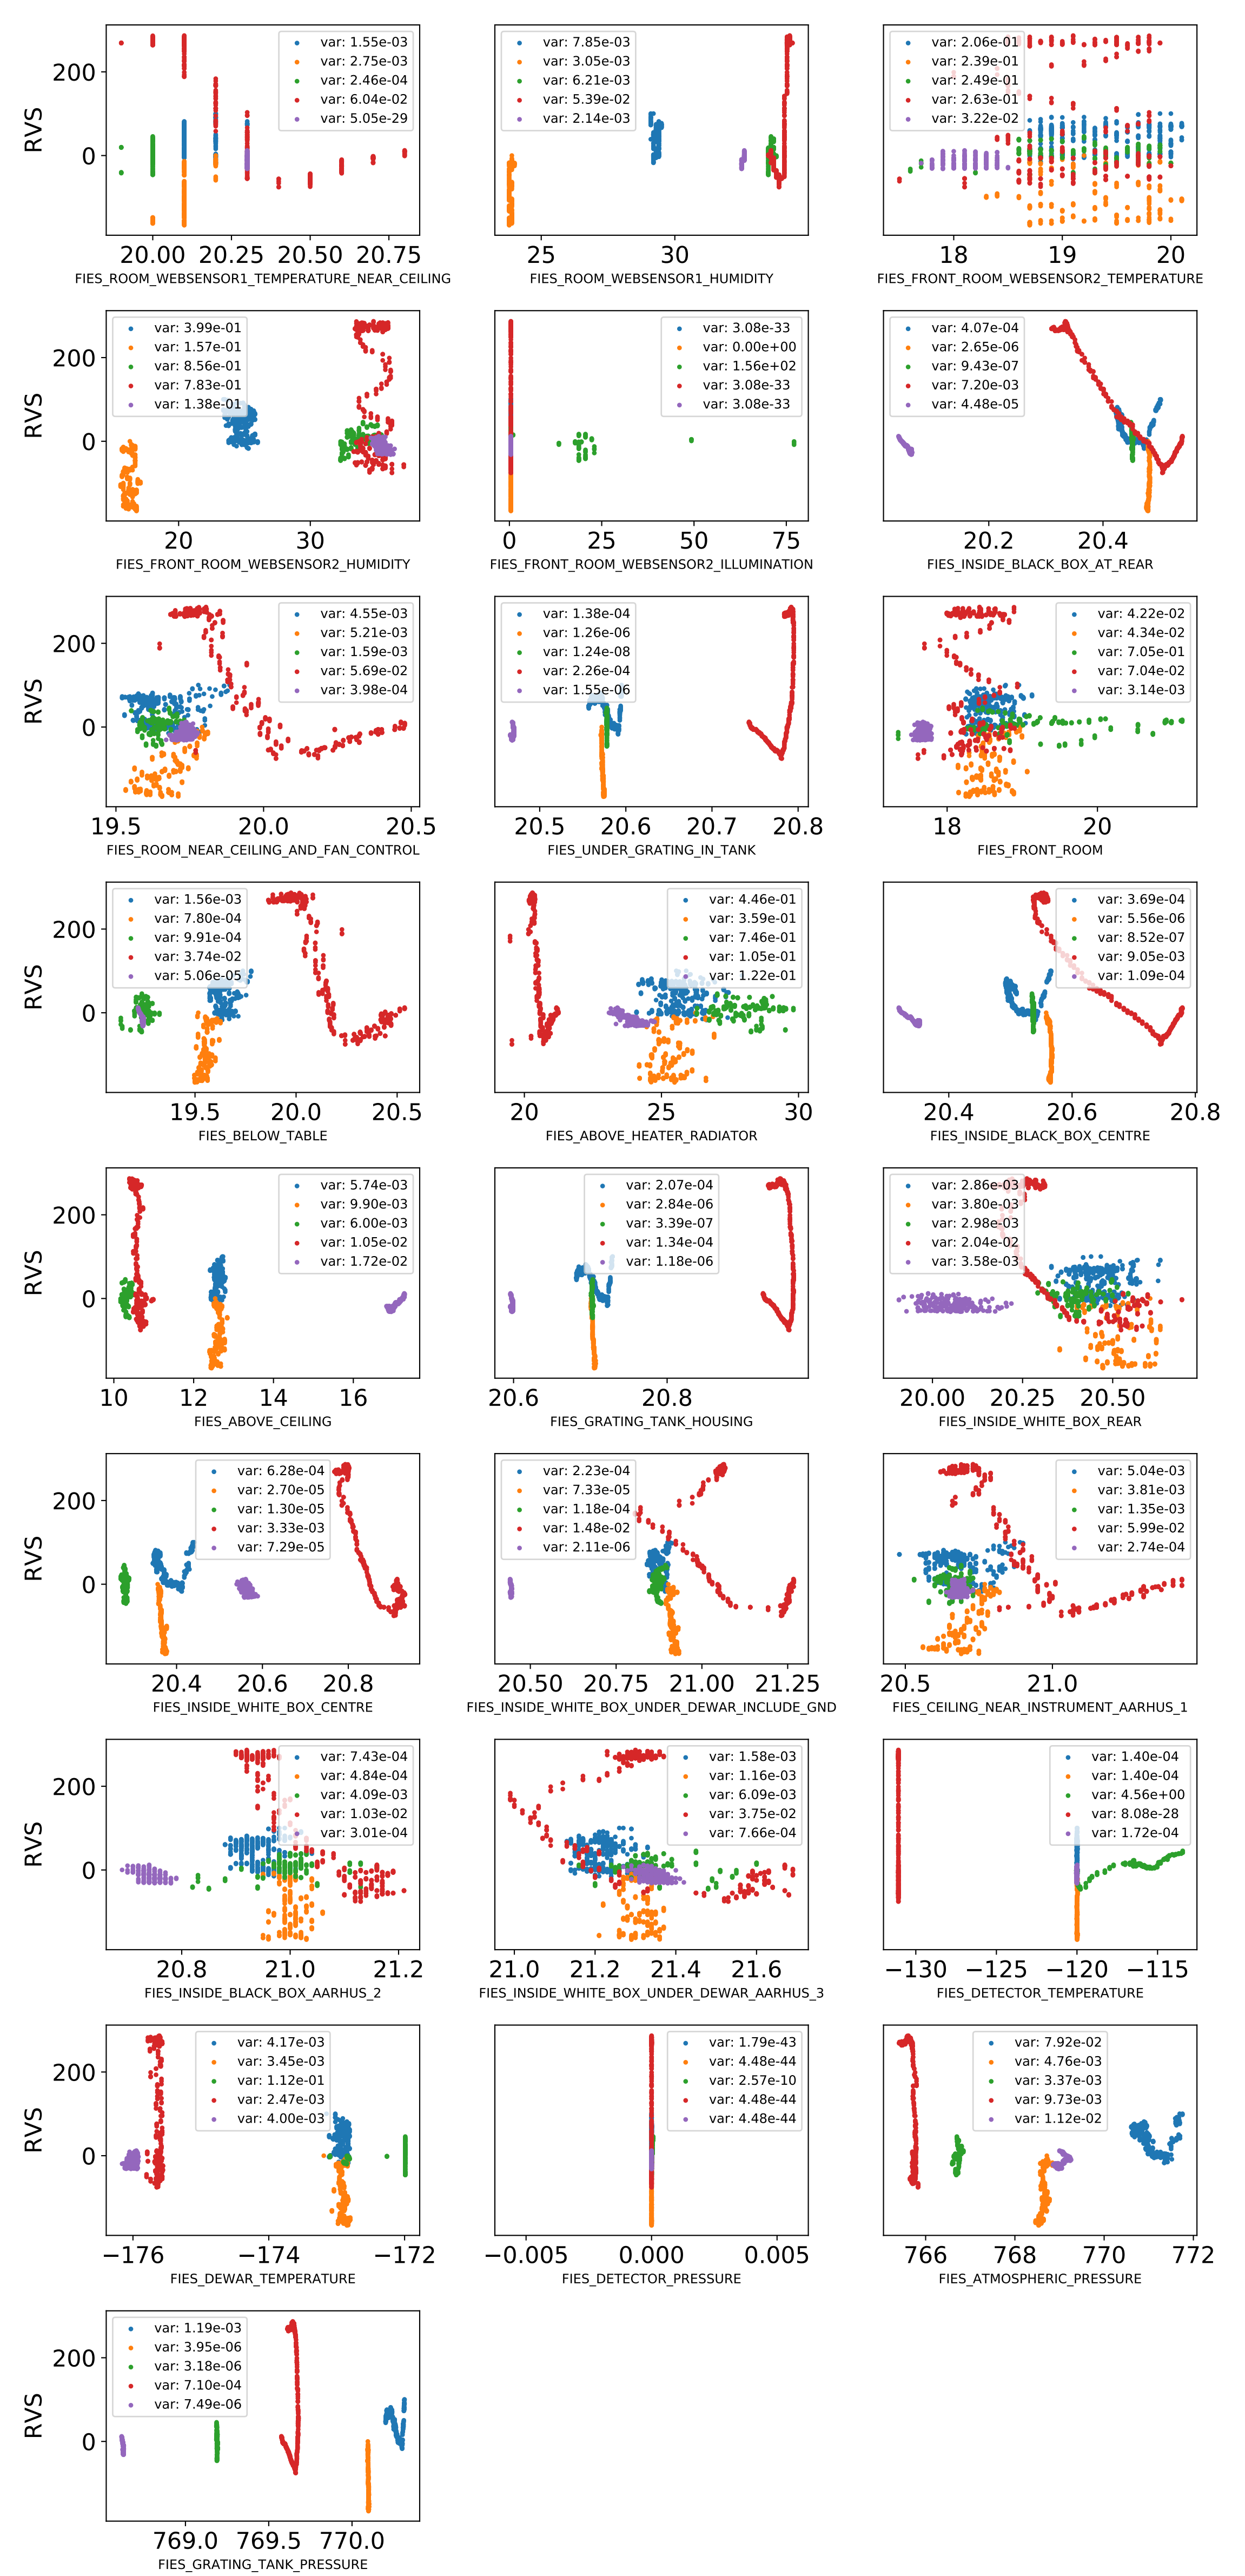 var: 1.55e-03
var: 2.75e-03
var: 2.46e-04
var: 6.04e-02
var: 5.05e-29
200
0
RVS
20.00 20.25 20.50 20.75
FIES_ROOM_WEBSENSOR1_TEMPERATURE_NEAR_CEILING
var: 7.85e-03
var: 3.05e-03
var: 6.21e-03
var: 5.39e-02
var: 2.14e-03
25 30
FIES_ROOM_WEBSENSOR1_HUMIDITY
var: 2.06e-01
var: 2.39e-01
var: 2.49e-01
var: 2.63e-01
var: 3.22e-02
18 19 20
FIES_FRONT_ROOM_WEBSENSOR2_TEMPERATURE
var: 3.99e-01
var: 1.57e-01
var: 8.56e-01
var: 7.83e-01
var: 1.38e-01
200
0
RVS
20 30
FIES_FRONT_ROOM_WEBSENSOR2_HUMIDITY
var: 3.08e-33
var: 0.00e+00
var: 1.56e+02
var: 3.08e-33
var: 3.08e-33
0 25 50 75
FIES_FRONT_ROOM_WEBSENSOR2_ILLUMINATION
var: 4.07e-04
var: 2.65e-06
var: 9.43e-07
var: 7.20e-03
var: 4.48e-05
20.2 20.4
FIES_INSIDE_BLACK_BOX_AT_REAR
var: 4.55e-03
var: 5.21e-03
var: 1.59e-03
var: 5.69e-02
var: 3.98e-04
200
0
RVS
19.5 20.0 20.5
FIES_ROOM_NEAR_CEILING_AND_FAN_CONTROL
var: 1.38e-04
var: 1.26e-06
var: 1.24e-08
var: 2.26e-04
var: 1.55e-06
20.5 20.6 20.7 20.8
FIES_UNDER_GRATING_IN_TANK
var: 4.22e-02
var: 4.34e-02
var: 7.05e-01
var: 7.04e-02
var: 3.14e-03
18 20
FIES_FRONT_ROOM
var: 1.56e-03
var: 7.80e-04
var: 9.91e-04
var: 3.74e-02
var: 5.06e-05
200
0
RVS
19.5 20.0 20.5
FIES_BELOW_TABLE
var: 4.46e-01
var: 3.59e-01
var: 7.46e-01
var: 1.05e-01
var: 1.22e-01
20 25 30
FIES_ABOVE_HEATER_RADIATOR
var: 3.69e-04
var: 5.56e-06
var: 8.52e-07
var: 9.05e-03
var: 1.09e-04
20.4 20.6 20.8
FIES_INSIDE_BLACK_BOX_CENTRE
var: 5.74e-03
var: 9.90e-03
var: 6.00e-03
var: 1.05e-02
var: 1.72e-02
200
0
RVS
10 12 14 16
FIES_ABOVE_CEILING
var: 2.07e-04
var: 2.84e-06
var: 3.39e-07
var: 1.34e-04
var: 1.18e-06
20.6 20.8
FIES_GRATING_TANK_HOUSING
var: 2.86e-03
var: 3.80e-03
var: 2.98e-03
var: 2.04e-02
var: 3.58e-03
20.00 20.25 20.50
FIES_INSIDE_WHITE_BOX_REAR
var: 6.28e-04
var: 2.70e-05
var: 1.30e-05
var: 3.33e-03
var: 7.29e-05
200
0
RVS
20.4 20.6 20.8
FIES_INSIDE_WHITE_BOX_CENTRE
var: 2.23e-04
var: 7.33e-05
var: 1.18e-04
var: 1.48e-02
var: 2.11e-06
20.50 20.75 21.00 21.25
FIES_INSIDE_WHITE_BOX_UNDER_DEWAR_INCLUDE_GND
var: 5.04e-03
var: 3.81e-03
var: 1.35e-03
var: 5.99e-02
var: 2.74e-04
20.5 21.0
FIES_CEILING_NEAR_INSTRUMENT_AARHUS_1
var: 7.43e-04
var: 4.84e-04
var: 4.09e-03
var: 1.03e-02
var: 3.01e-04
200
0
RVS
20.8 21.0 21.2
FIES_INSIDE_BLACK_BOX_AARHUS_2
var: 1.58e-03
var: 1.16e-03
var: 6.09e-03
var: 3.75e-02
var: 7.66e-04
21.0 21.2 21.4 21.6
FIES_INSIDE_WHITE_BOX_UNDER_DEWAR_AARHUS_3
var: 1.40e-04
var: 1.40e-04
var: 4.56e+00
var: 8.08e-28
var: 1.72e-04
−130 −125 −120 −115
FIES_DETECTOR_TEMPERATURE
var: 4.17e-03
var: 3.45e-03
var: 1.12e-01
var: 2.47e-03
var: 4.00e-03
200
0
RVS
−176 −174 −172
FIES_DEWAR_TEMPERATURE
var: 1.79e-43
var: 4.48e-44
var: 2.57e-10
var: 4.48e-44
var: 4.48e-44
−0.005 0.000 0.005
FIES_DETECTOR_PRESSURE
var: 7.92e-02
var: 4.76e-03
var: 3.37e-03
var: 9.73e-03
var: 1.12e-02
766 768 770 772
FIES_ATMOSPHERIC_PRESSURE
var: 1.19e-03
var: 3.95e-06
var: 3.18e-06
var: 7.10e-04
var: 7.49e-06
200
0
RVS
769.0 769.5 770.0
FIES_GRATING_TANK_PRESSURE